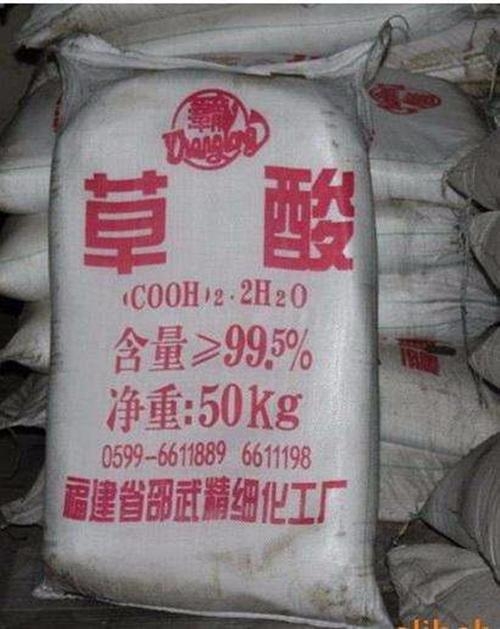 草酸
(COOH)2·2H2O
含量≥99.5%
净重:50kg
0599-6611889 6611198
福建省邵武精细化工厂